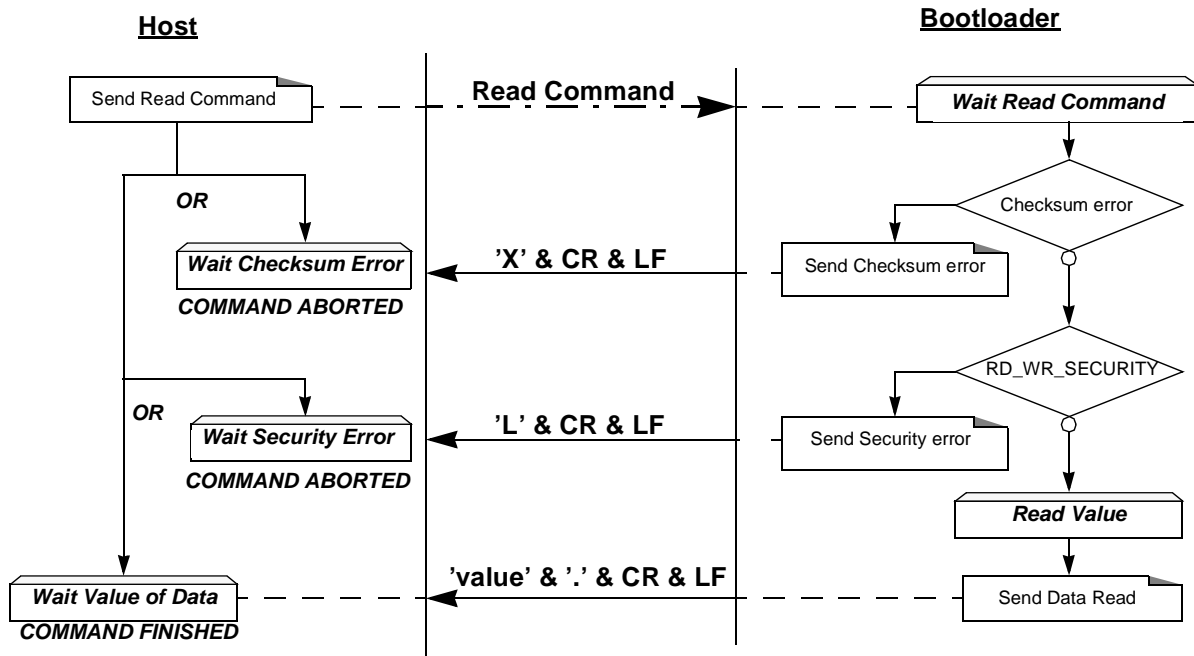 Host
Bootloader
Send Read Command
Read Command
Wait Read Command
OR
Checksum error
Wait Checksum Error
’X’ & CR & LF
Send Checksum error
COMMAND ABORTED
RD_WR_SECURITY
OR
Wait Security Error
’L’ & CR & LF
Send Security error
COMMAND ABORTED
Read Value
’value’ & ’.’ & CR & LF
Wait Value of Data
Send Data Read
COMMAND FINISHED